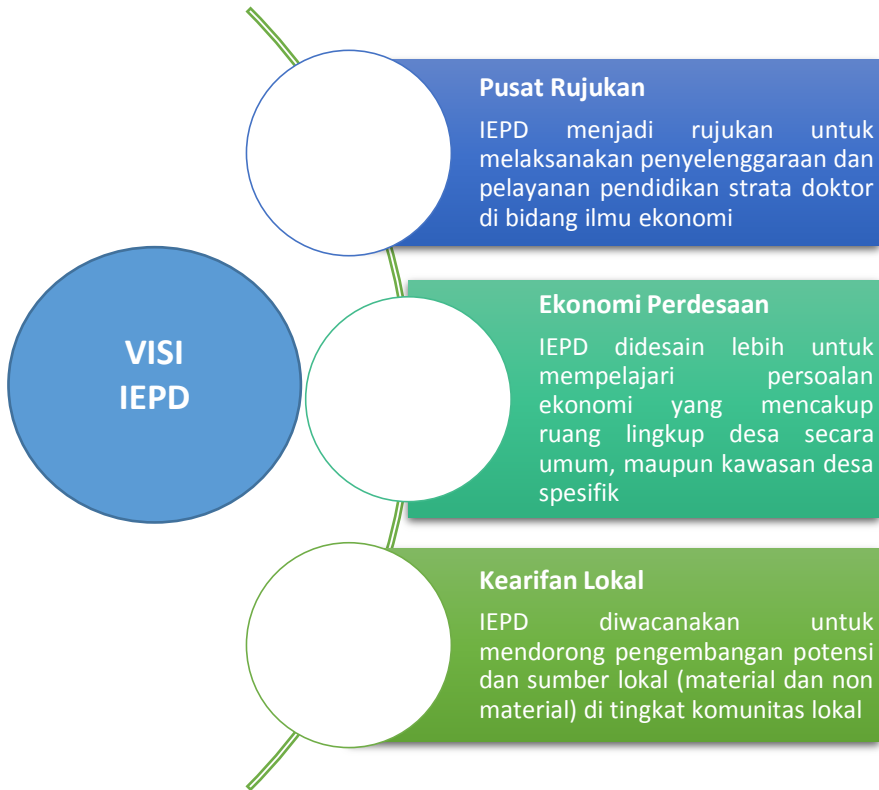 VISI
IEPD
Pusat Rujukan
IEPD menjadi rujukan untuk
melaksanakan penyelenggaraan dan
pelayanan pendidikan strata doktor
di bidang ilmu ekonomi
Ekonomi Perdesaan
IEPD didesain lebih untuk
mempelajari persoalan
ekonomi yang mencakup
ruang lingkup desa secara
umum, maupun kawasan desa
spesifik
Kearifan Lokal
IEPD diwacanakan untuk
mendorong pengembangan potensi
dan sumber lokal (material dan non
material) di tingkat komunitas lokal